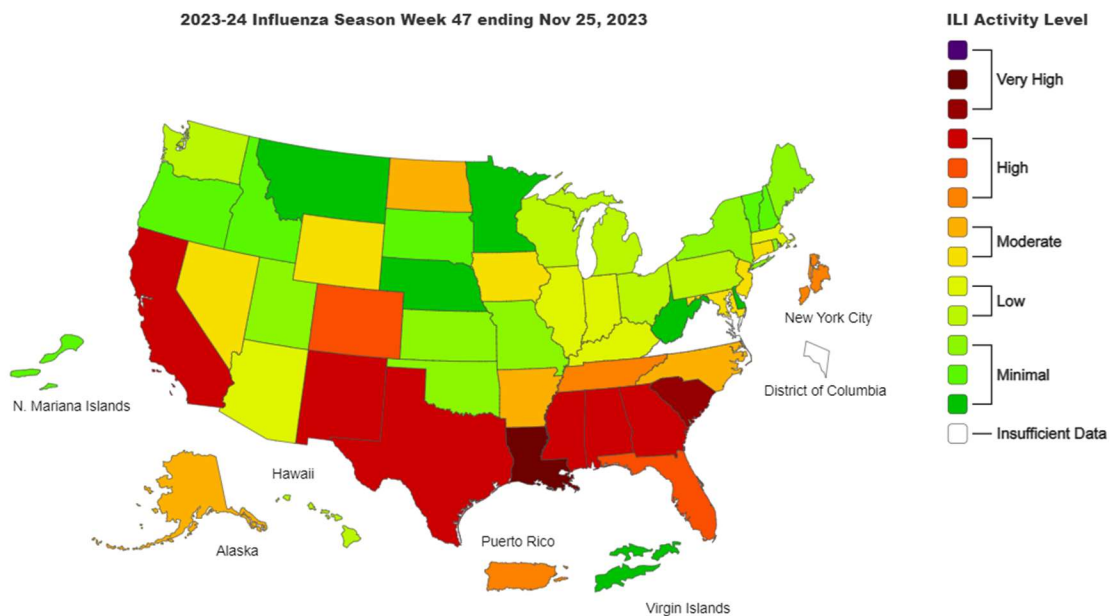 2023-24 Influenza Season Week 47 ending Nov 25, 2023
ILI Activity Level
Very High
High
Moderate
Low
Minimal
Insufficient Data
New York City
District of Columbia
N. Mariana Islands
Hawaii
Alaska
Puerto Rico
Virgin Islands